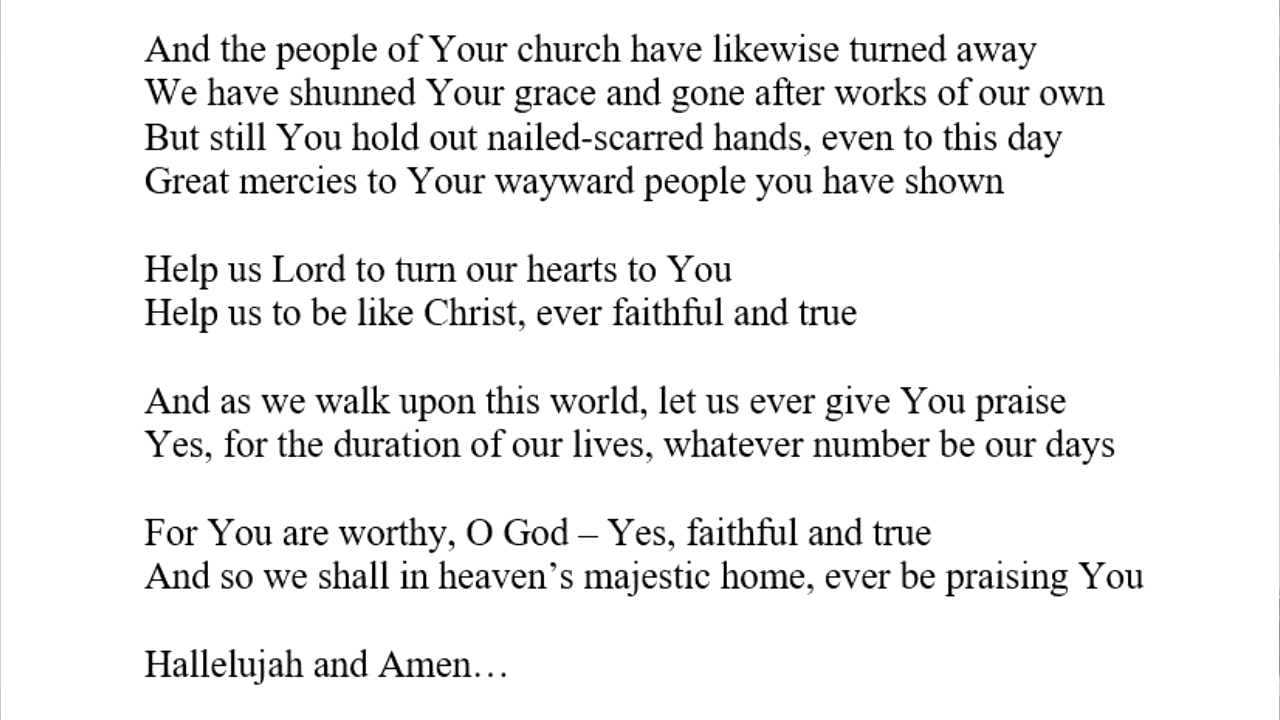 And the people of Your church have likewise turned away
We have shunned Your grace and gone after works of our own
But still You hold out nailed-scarred hands, even to this day
Great mercies to Your wayward people you have shown
Help us Lord to turn our hearts to You
Help us to be like Christ, ever faithful and true
And as we walk upon this world, let us ever give You praise
Yes, for the duration of our lives, whatever number be our days
For You are worthy, O God – Yes, faithful and true
And so we shall in heaven’s majestic home, ever be praising You
Hallelujah and Amen…